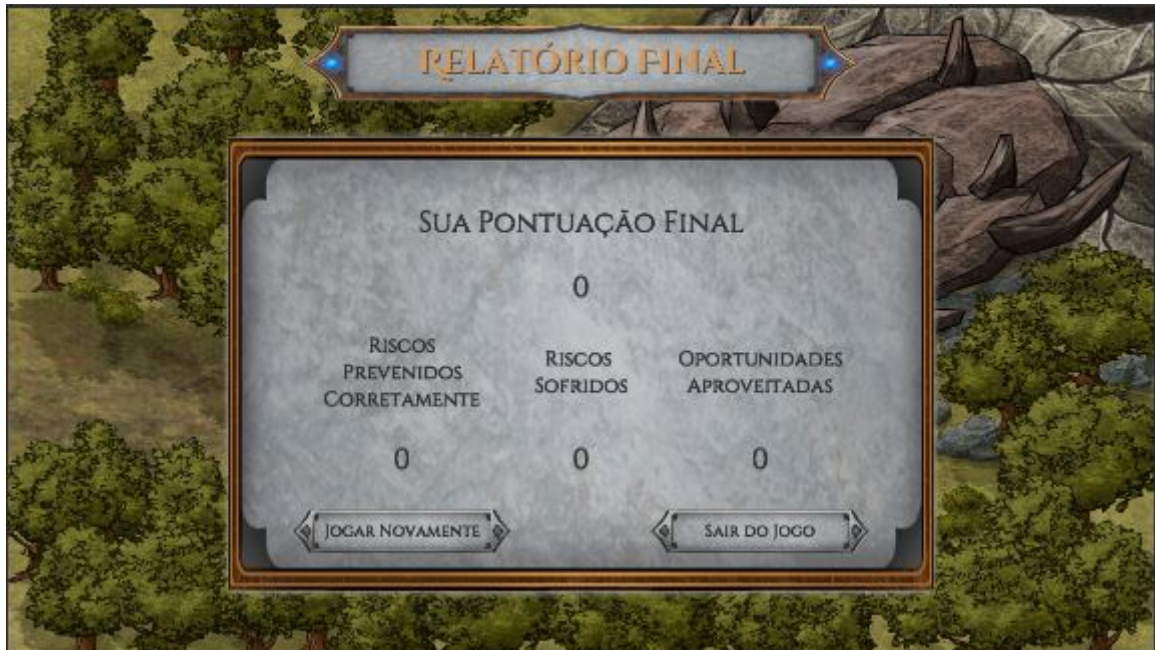 Relatório Final
Sua Pontuação Final
0
Riscos
Prevenidos
Corretamente
0
Riscos
Sofridos
0
Oportunidades
Aproveitadas
0
Jogar Novamente
Sair do Jogo